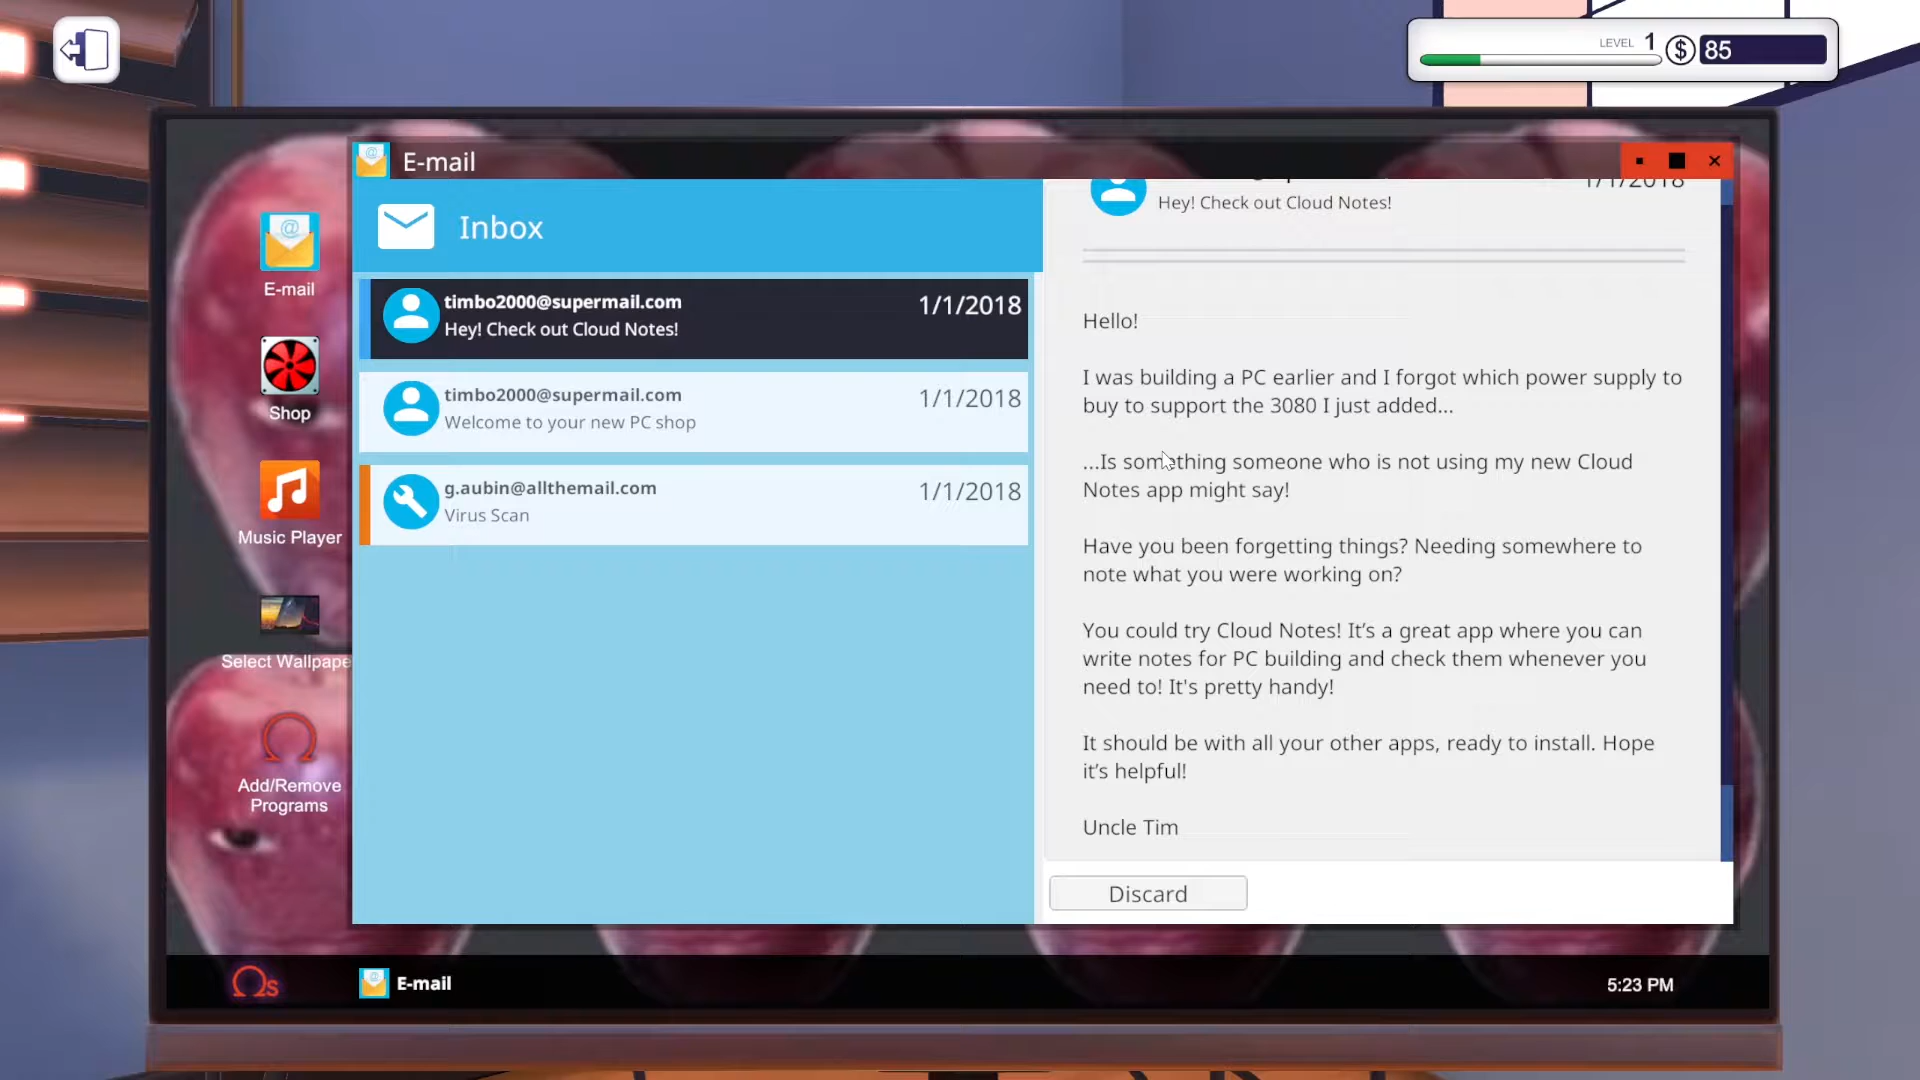 LEVEL 1
$ 85
E-mail
Inbox
timbo2000@supermail.com
1/1/2018
Hey! Check out Cloud Notes!
timbo2000@supermail.com
1/1/2018
Welcome to your new PC shop
g.aubin@allthemail.com
1/1/2018
Virus Scan
1/1/2018
Hey! Check out Cloud Notes!
Hello!
I was building a PC earlier and I forgot which power supply to
buy to support the 3080 I just added...
...Is something someone who is not using my new Cloud
Notes app might say!
Have you been forgetting things? Needing somewhere to
note what you were working on?
You could try Cloud Notes! It’s a great app where you can
write notes for PC building and check them whenever you
need to! It's pretty handy!
It should be with all your other apps, ready to install. Hope
it’s helpful!
Uncle Tim
Discard
E-mail
Shop
Music Player
Select Wallpape
Add/Remove
Programs
Ωs
E-mail
5:23 PM